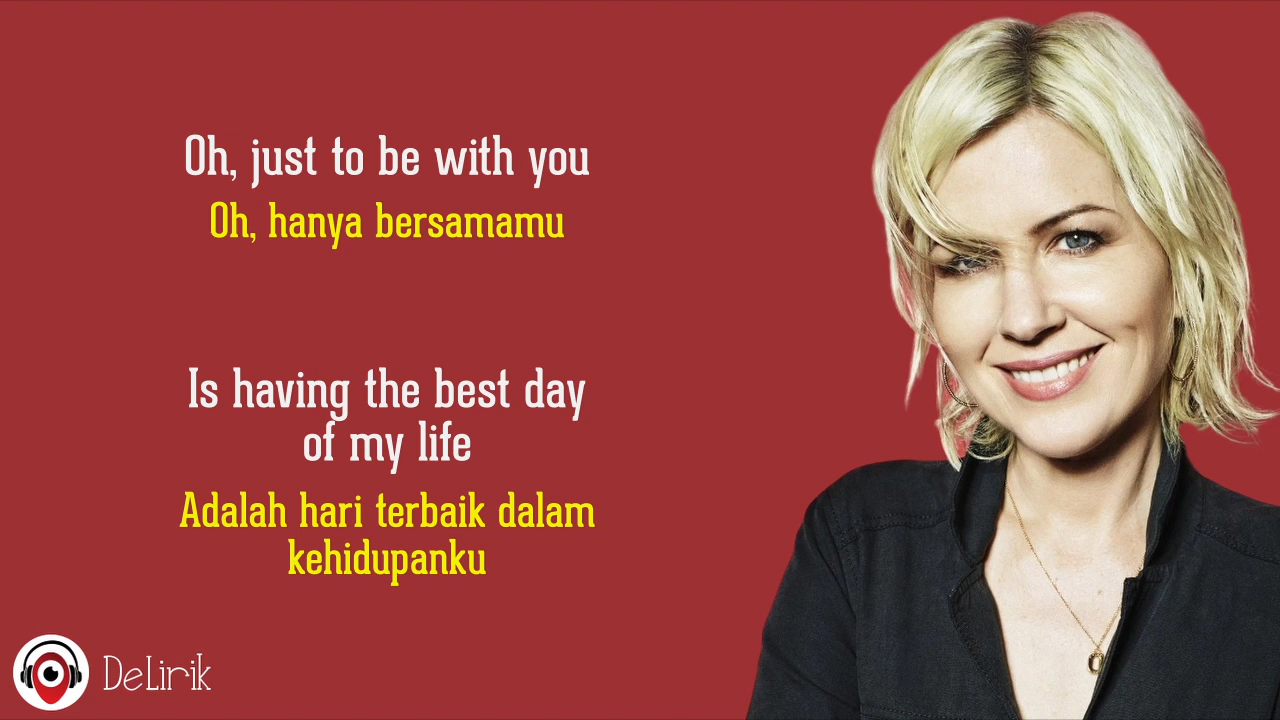 Oh, just to be with you
Oh, hanya bersamamu
Is having the best day
of my life
Adalah hari terbaik dalam
kehidupanku
DeLirik